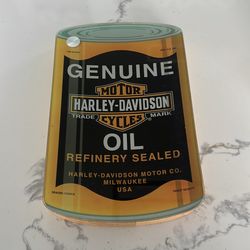 GENUINE
MOTOR
HARLEY-DAVIDSON
TRADE MARK
CYCLES
OIL
REFINERY SEALED
HARLEY-DAVIDSON MOTOR CO.
MILWAUKEE
USA